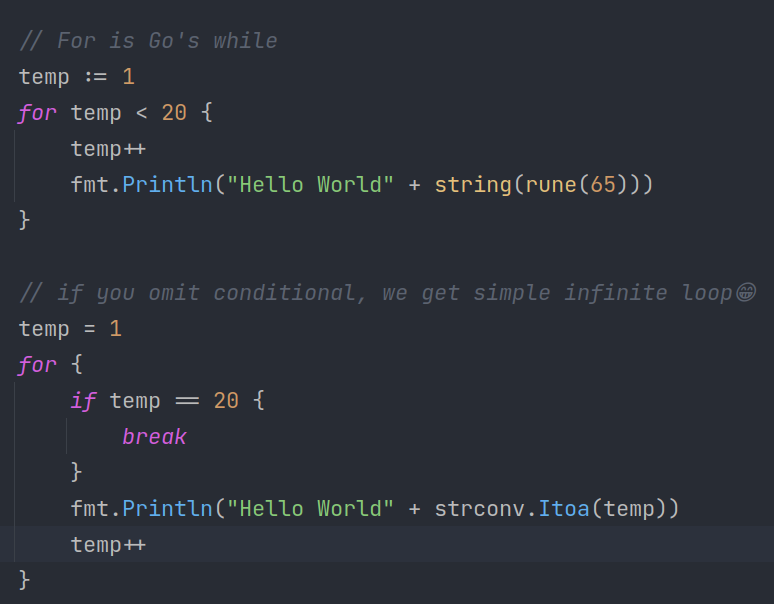 // For is Go's while
temp := 1
for temp < 20 {
    temp++
    fmt.Println("Hello World" + string(rune(65)))
}

// if you omit conditional, we get simple infinite loop😁
temp = 1
for {
    if temp == 20 {
        break
    }
    fmt.Println("Hello World" + strconv.Itoa(temp))
    temp++
}